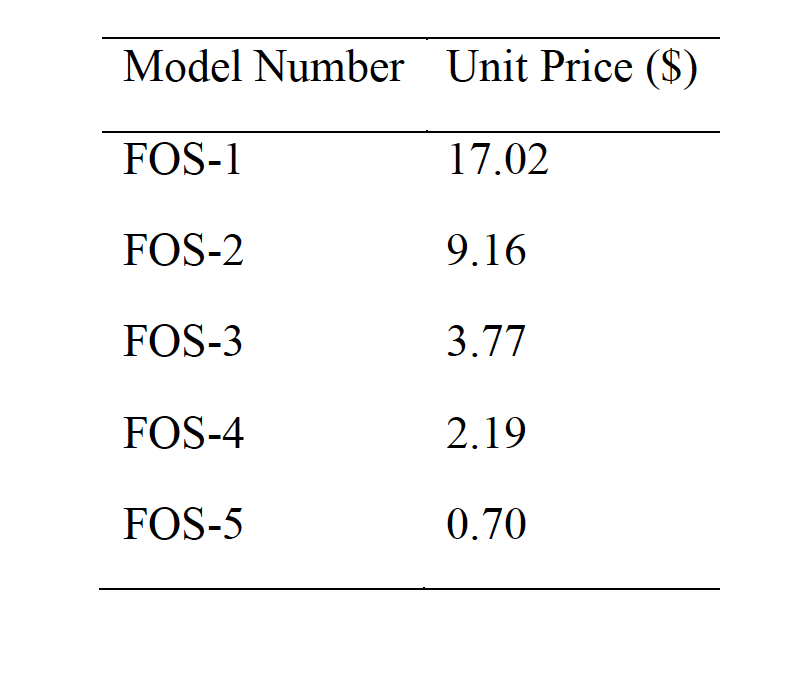 Model Number Unit Price ($)
FOS-1 17.02
FOS-2 9.16
FOS-3 3.77
FOS-4 2.19
FOS-5 0.70